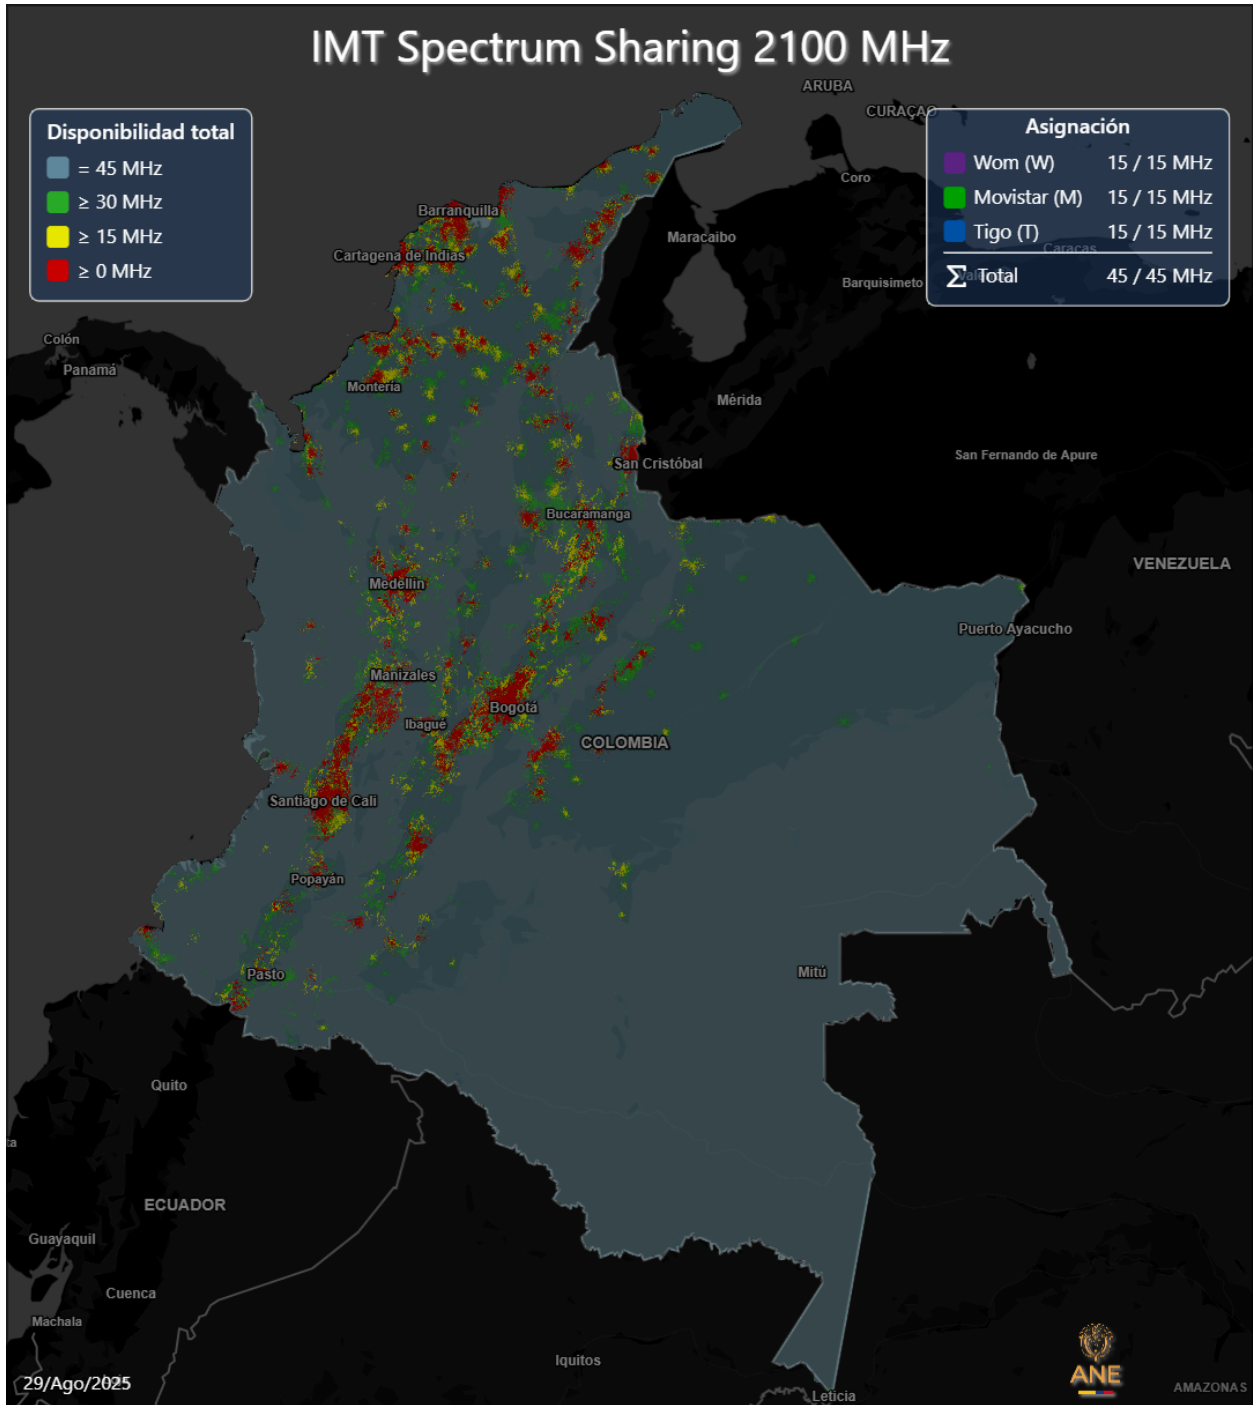 IMT Spectrum Sharing 2100 MHz
ARUBA
CURAÇAO
Disponibilidad total
= 45 MHz
≥ 30 MHz
≥ 15 MHz
≥ 0 MHz
Asignación
Wom (W) 15 / 15 MHz
Movistar (M) 15 / 15 MHz
Tigo (T) 15 / 15 MHz
Σ Total 45 / 45 MHz
Caracas
Coro
Barranquilla
Maracaibo
Cartagena de Indias
Barquisimeto
Colón
Panamá
Montería
Mérida
San Cristóbal
San Fernando de Apure
Bucaramanga
Medellín
VENEZUELA
Puerto Ayacucho
Manizales
Bogotá
Ibagué
COLOMBIA
Santiago de Cali
Popayán
Pasto
Mitú
Quito
ECUADOR
Guayaquil
Cuenca
Machala
Iquitos
ANE
29/Ago/2025
AMAZONAS
Leticia